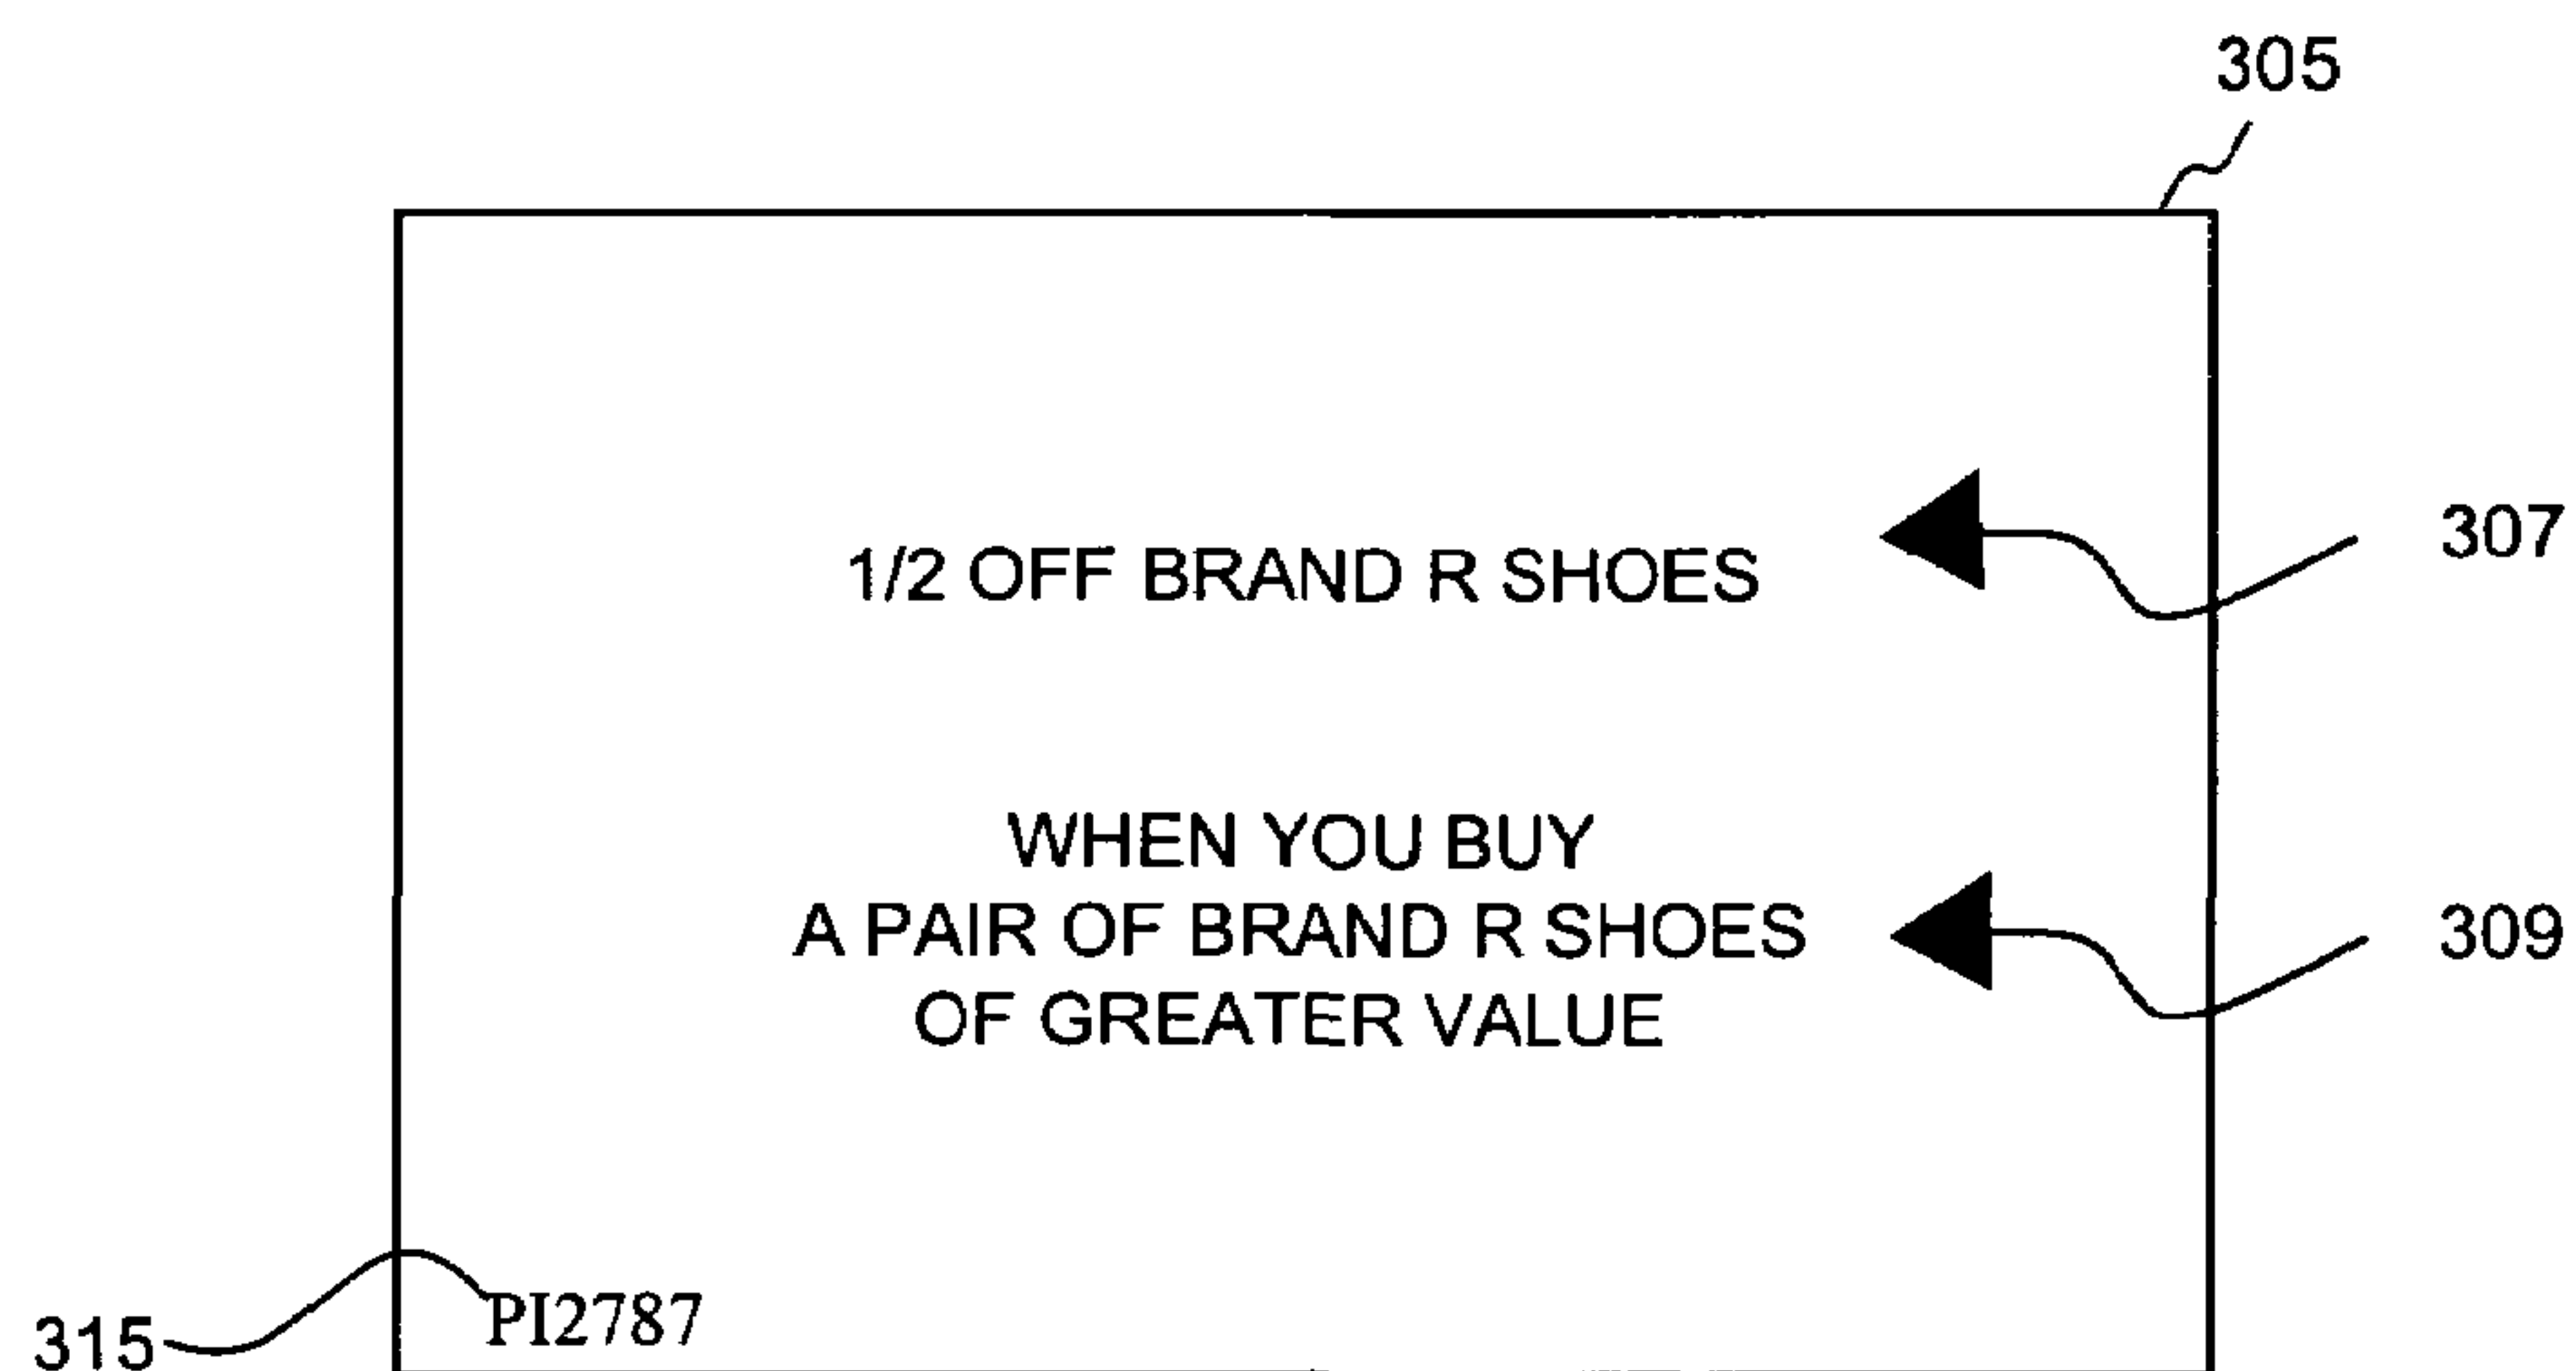 305
1/2 OFF BRAND R SHOES
307
WHEN YOU BUY
A PAIR OF BRAND R SHOES
309
OF GREATER VALUE
PI2787
315